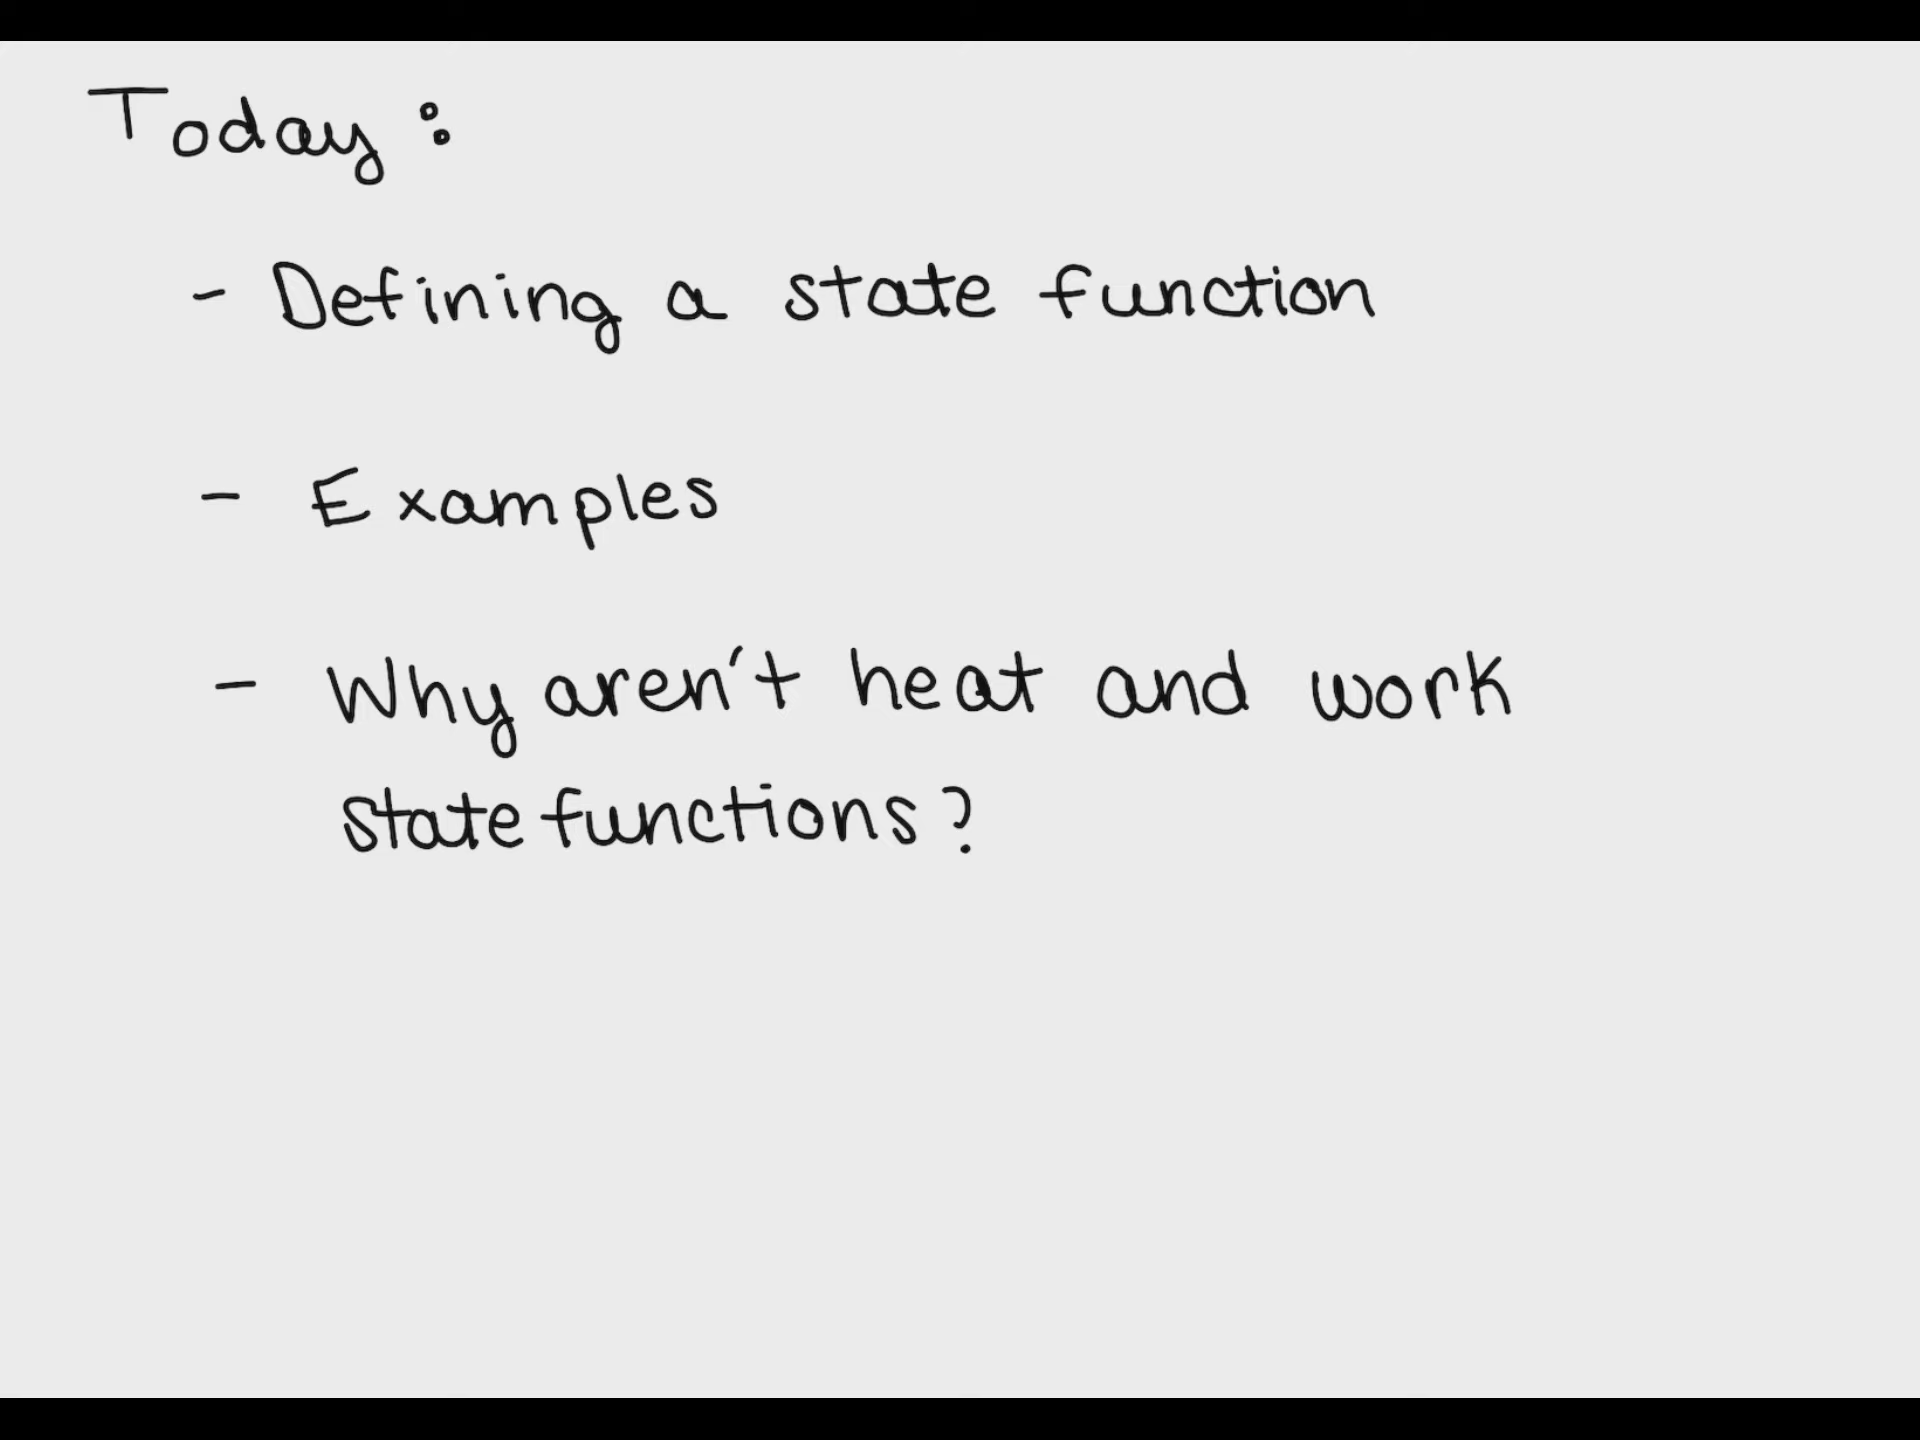 Today:
- Defining a state function
- Examples
- Why aren't heat and work
state functions?